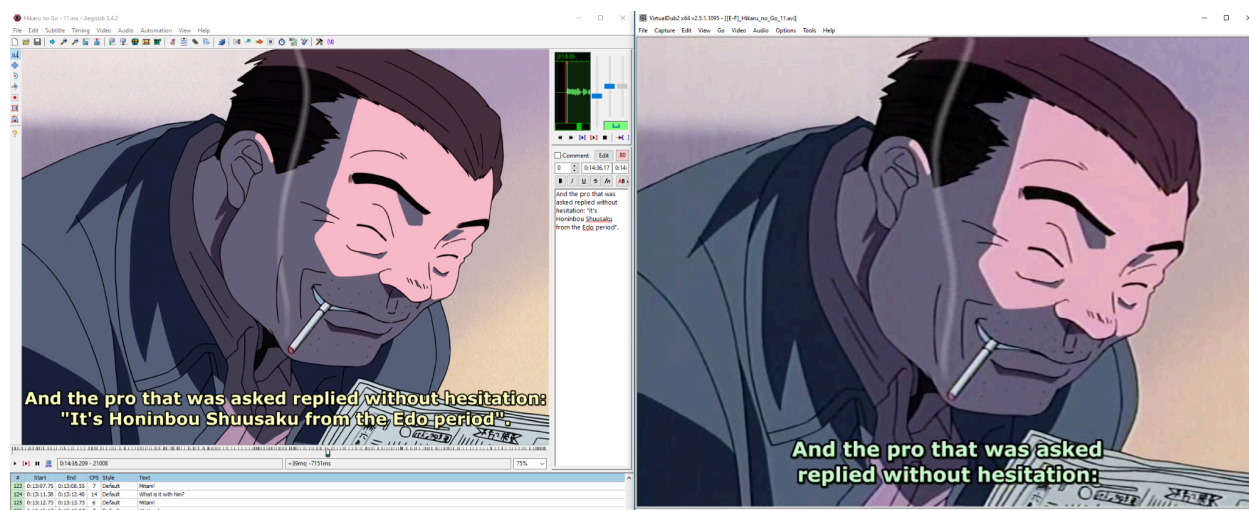 Hikaru no Go - 11.ass - Aegisub 3.4.2
File Edit Subtitle Timing Video Audio Automation View Help
And the pro that was asked replied without hesitation:
"It's Honinbou Shuusaku from the Edo period".
Comment Edit 80
0 0:14:36.17 0:14:
B I U S fn AB
And the pro that was
asked replied without
hesitation: "It's
Honinbou Shuusaku
from the Edo period".
0:14:36.209 - 21008 +39ms; -7151ms 75%
# Start End CPS Style Text
123 0:13:07.75 0:13:08.55 7 Default Mitani!
124 0:13:11.38 0:13:12.40 14 Default What is it with him?
125 0:13:12.73 0:13:13.73 6 Default Mitani!
VirtualDub2 x64 v2.5.1.1095 - [[E-F]_Hikaru_no_Go_11.avi]
File Capture Edit View Go Video Audio Options Tools Help
And the pro that was asked
replied without hesitation: